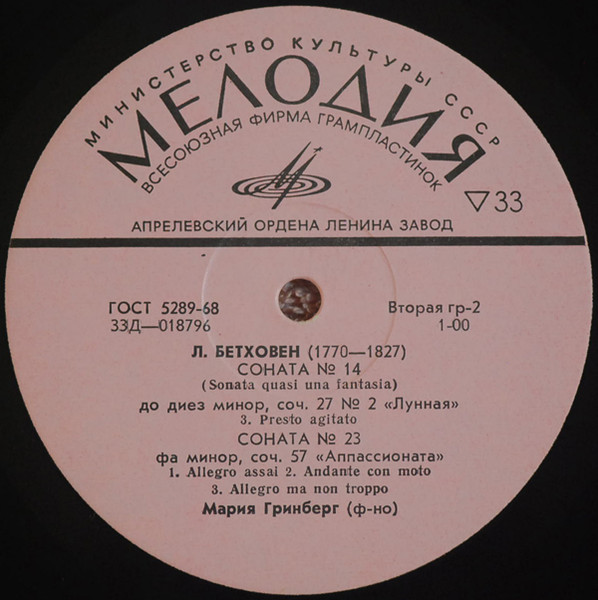 МИНИСТЕРСТВО КУЛЬТУРЫ СССР
МЕЛОДИЯ
ВСЕСОЮЗНАЯ ФИРМА ГРАМПЛАСТИНОК
▽33
АПРЕЛЕВСКИЙ ОРДЕНА ЛЕНИНА ЗАВОД
ГОСТ 5289-68
Вторая гр-2
33Д—018796
1-00
Л. БЕТХОВЕН (1770—1827)
СОНАТА № 14
(Sonata quasi una fantasia)
до диез минор, соч. 27 № 2 «Лунная»
3. Presto agitato
СОНАТА № 23
фа минор, соч. 57 «Аппассионата»
1. Allegro assai 2. Andante con moto
3. Allegro ma non troppo
Мария Гринберг (ф-но)